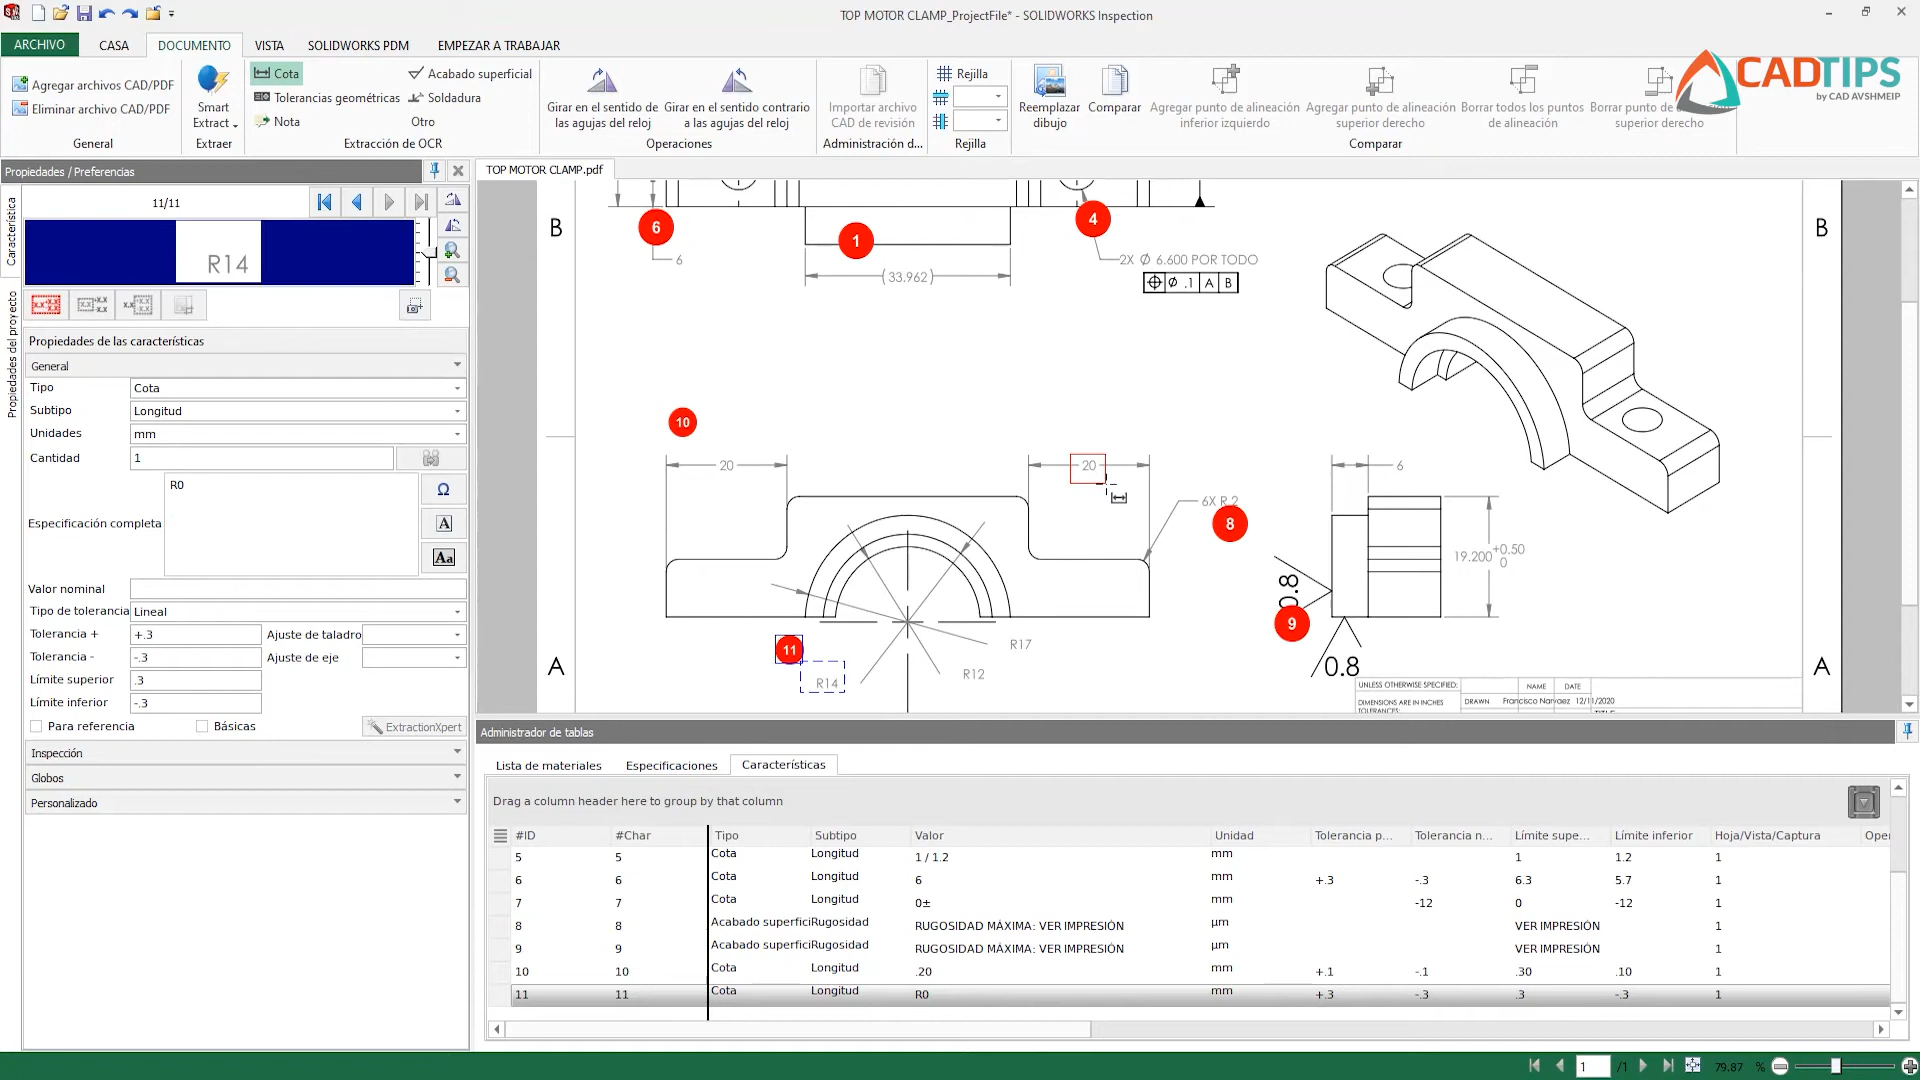 TOP MOTOR CLAMP_ProjectFile* - SOLIDWORKS Inspection
ARCHIVO CASA DOCUMENTO VISTA SOLIDWORKS PDM EMPEZAR A TRABAJAR
Agregar archivos CAD/PDF
Eliminar archivo CAD/PDF
General
Smart
Extract
Extraer
Cota
Tolerancias geométricas
Nota
Acabado superficial
Soldadura
Otro
Extracción de OCR
Girar en el sentido de
las agujas del reloj
Girar en el sentido contrario
a las agujas del reloj
Operaciones
Importar archivo
CAD de revisión
Administración d...
Rejilla
Rejilla
Reemplazar
dibujo
Comparar
Agregar punto de alineación
inferior izquierdo
Agregar punto de alineación
superior derecho
Borrar todos los puntos
de alineación
Borrar punto de
superior derecho
Comparar
CADTIPS
by CAD AVSHMEIP
Propiedades / Preferencias
Característica
Propiedades del proyecto
11/11
R14
Propiedades de las características
General
Tipo Cota
Subtipo Longitud
Unidades mm
Cantidad 1
Especificación completa R0
Valor nominal
Tipo de tolerancia Lineal
Tolerancia + +.3 Ajuste de taladro
Tolerancia - -.3 Ajuste de eje
Límite superior .3
Límite inferior -.3
Para referencia Básicas ExtractionXpert
Inspección
Globos
Personalizado
TOP MOTOR CLAMP.pdf
B
6
6
1
(33.962)
4
2X Ø 6.600 POR TODO
Ø .1 A B
B
10
20
20
6X R 2
8
6
19.200 +0.50
0
0.8
9
0.8
11
R14
R17
R12
A
A
UNLESS OTHERWISE SPECIFIED:
DIMENSIONS ARE IN INCHES
TOLERANCES:
NAME DATE
DRAWN Francisco Narvaez 12/11/2020
TITLE:
Administrador de tablas
Lista de materiales Especificaciones Características
Drag a column header here to group by that column
#ID #Char Tipo Subtipo Valor Unidad Tolerancia p... Tolerancia n... Límite supe... Límite inferior Hoja/Vista/Captura Oper
5 5 Cota Longitud 1 / 1.2 mm 1 1.2 1
6 6 Cota Longitud 6 mm +.3 -.3 6.3 5.7 1
7 7 Cota Longitud 0± mm -12 0 -12 1
8 8 Acabado superfici Rugosidad RUGOSIDAD MÁXIMA: VER IMPRESIÓN µm VER IMPRESIÓN 1
9 9 Acabado superfici Rugosidad RUGOSIDAD MÁXIMA: VER IMPRESIÓN µm VER IMPRESIÓN 1
10 10 Cota Longitud .20 mm +.1 -.1 .30 .10 1
11 11 Cota Longitud R0 mm +.3 -.3 .3 -.3 1
1 /1 79.87 %